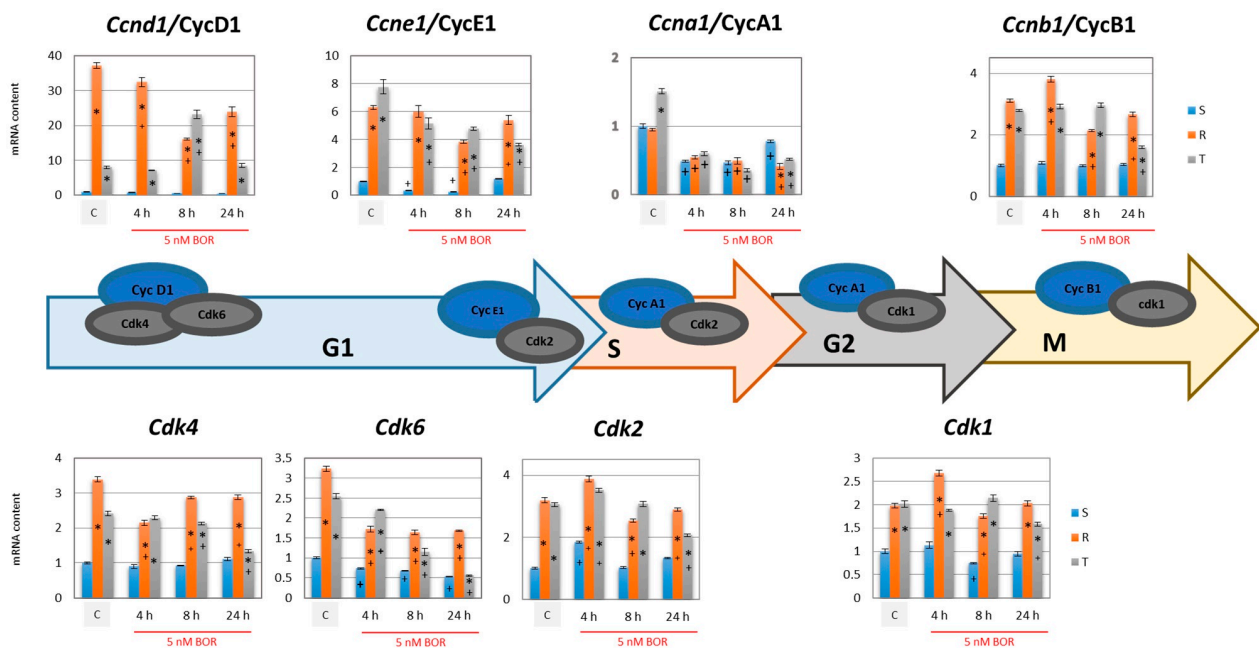 Ccnd1/CycD1
Ccne1/CycE1
Ccna1/CycA1
Ccnb1/CycB1
mRNA content
40
30
20
10
0
C
4 h
8 h
24 h
5 nM BOR
10
8
6
4
2
0
C
4 h
8 h
24 h
5 nM BOR
2
1
0
C
4 h
8 h
24 h
5 nM BOR
4
2
0
C
4 h
8 h
24 h
5 nM BOR
S
R
T
Cyc D1
Cdk4
Cdk6
G1
Cyc E1
Cdk2
S
Cyc A1
Cdk2
G2
Cyc A1
Cdk1
M
Cyc B1
cdk1
Cdk4
Cdk6
Cdk2
Cdk1
mRNA content
4
3
2
1
0
C
4 h
8 h
24 h
5 nM BOR
3.5
3
2.5
2
1.5
1
0.5
0
C
4 h
8 h
24 h
5 nM BOR
4
2
0
C
4 h
8 h
24 h
5 nM BOR
3
2.5
2
1.5
1
0.5
0
C
4 h
8 h
24 h
5 nM BOR
S
R
T